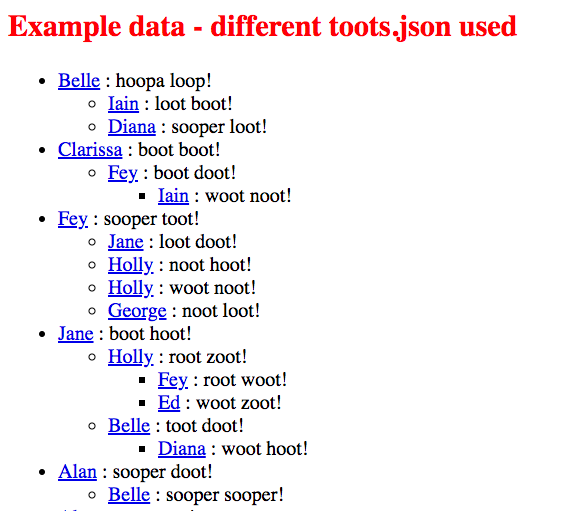 Example data - different toots.json used
Belle : hoopa loop!
Iain : loot boot!
Diana : sooper loot!
Clarissa : boot boot!
Fey : boot doot!
Iain : woot noot!
Fey : sooper toot!
Jane : loot doot!
Holly : noot hoot!
Holly : woot noot!
George : noot loot!
Jane : boot hoot!
Holly : root zoot!
Fey : root woot!
Ed : woot zoot!
Belle : toot doot!
Diana : woot hoot!
Alan : sooper doot!
Belle : sooper sooper!